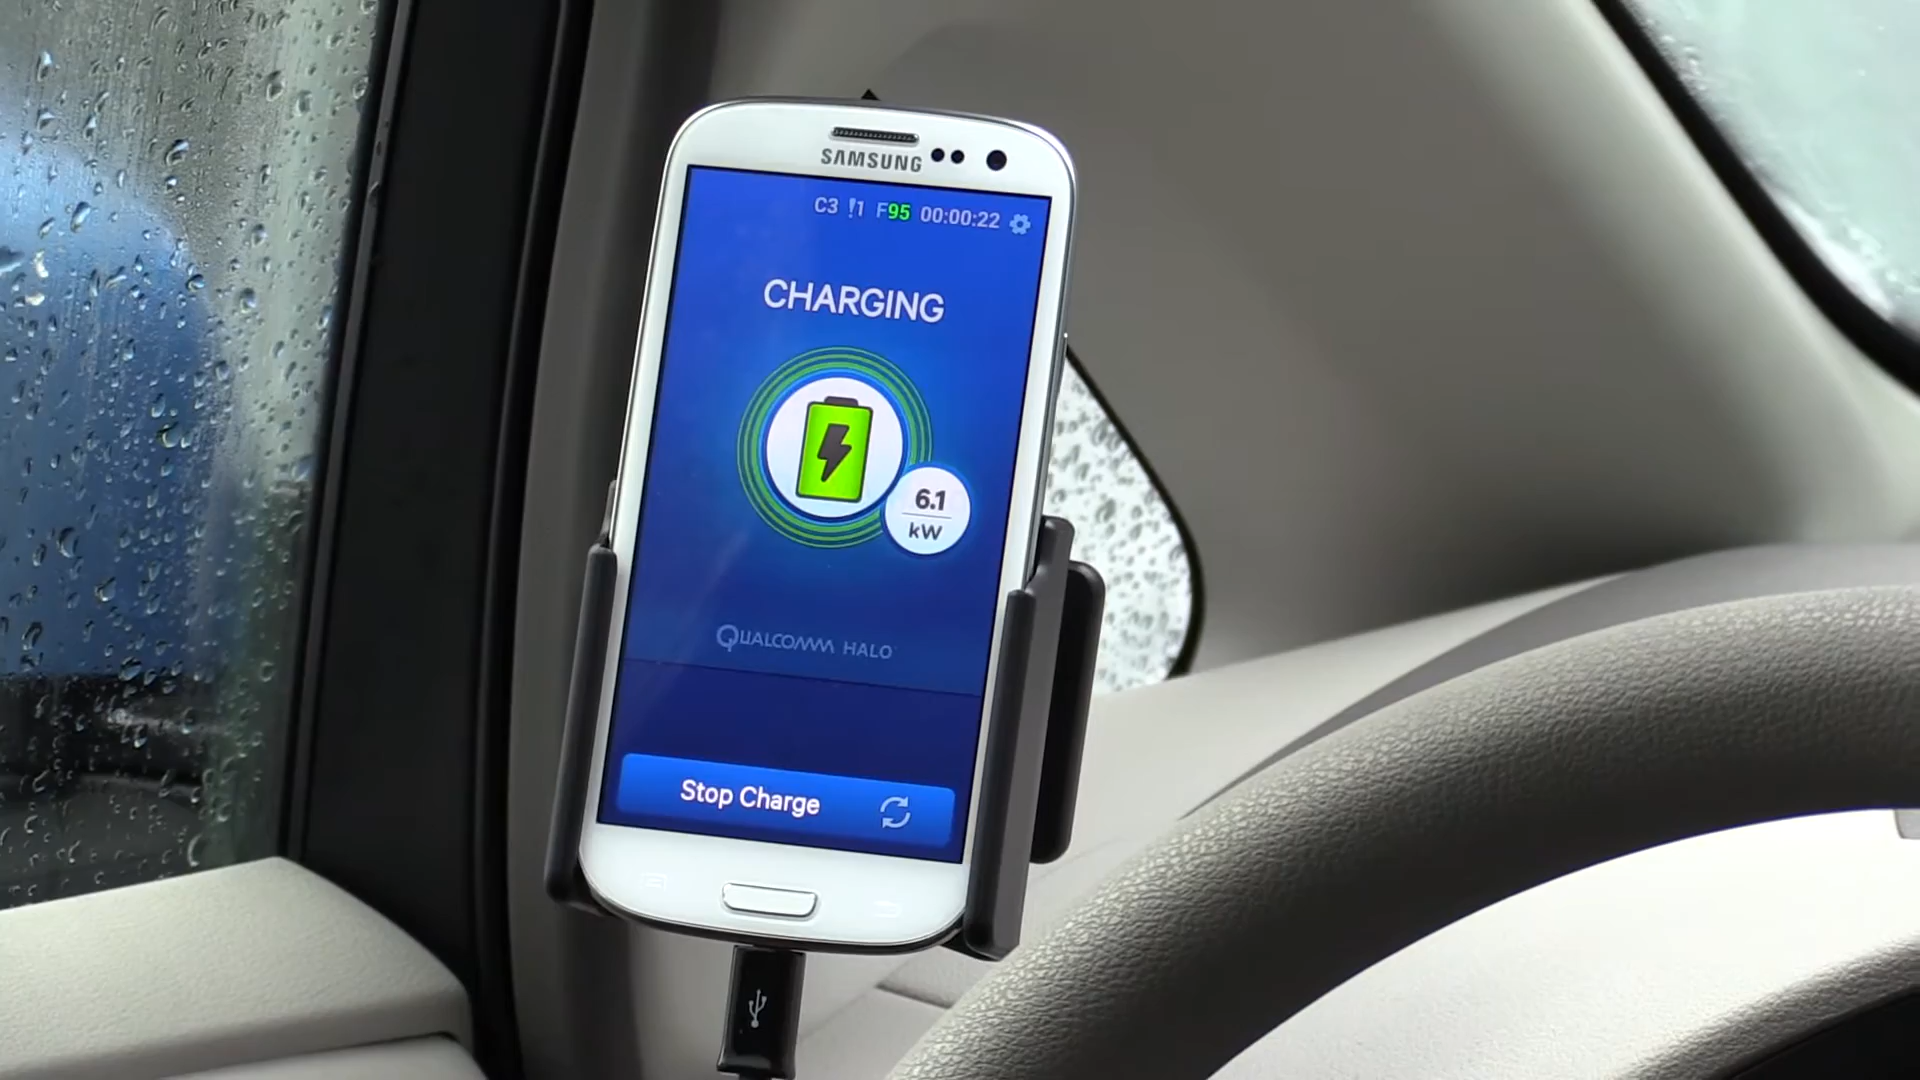 SAMSUNG
C3 !1 F95 00:00:22
CHARGING
6.1
kW
QUALCOMM HALO
Stop Charge